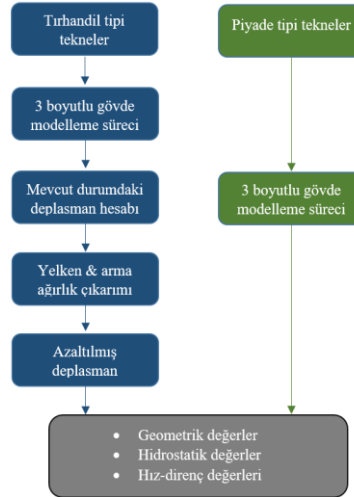 Tırhandil tipi
tekneler
3 boyutlu gövde
modelleme süreci
Mevcut durumdaki
deplasman hesabı
Yelken & arma
ağırlık çıkarımı
Azaltılmış
deplasman
Piyade tipi tekneler
3 boyutlu gövde
modelleme süreci
• Geometrik değerler
• Hidrostatik değerler
• Hız-direnç değerleri